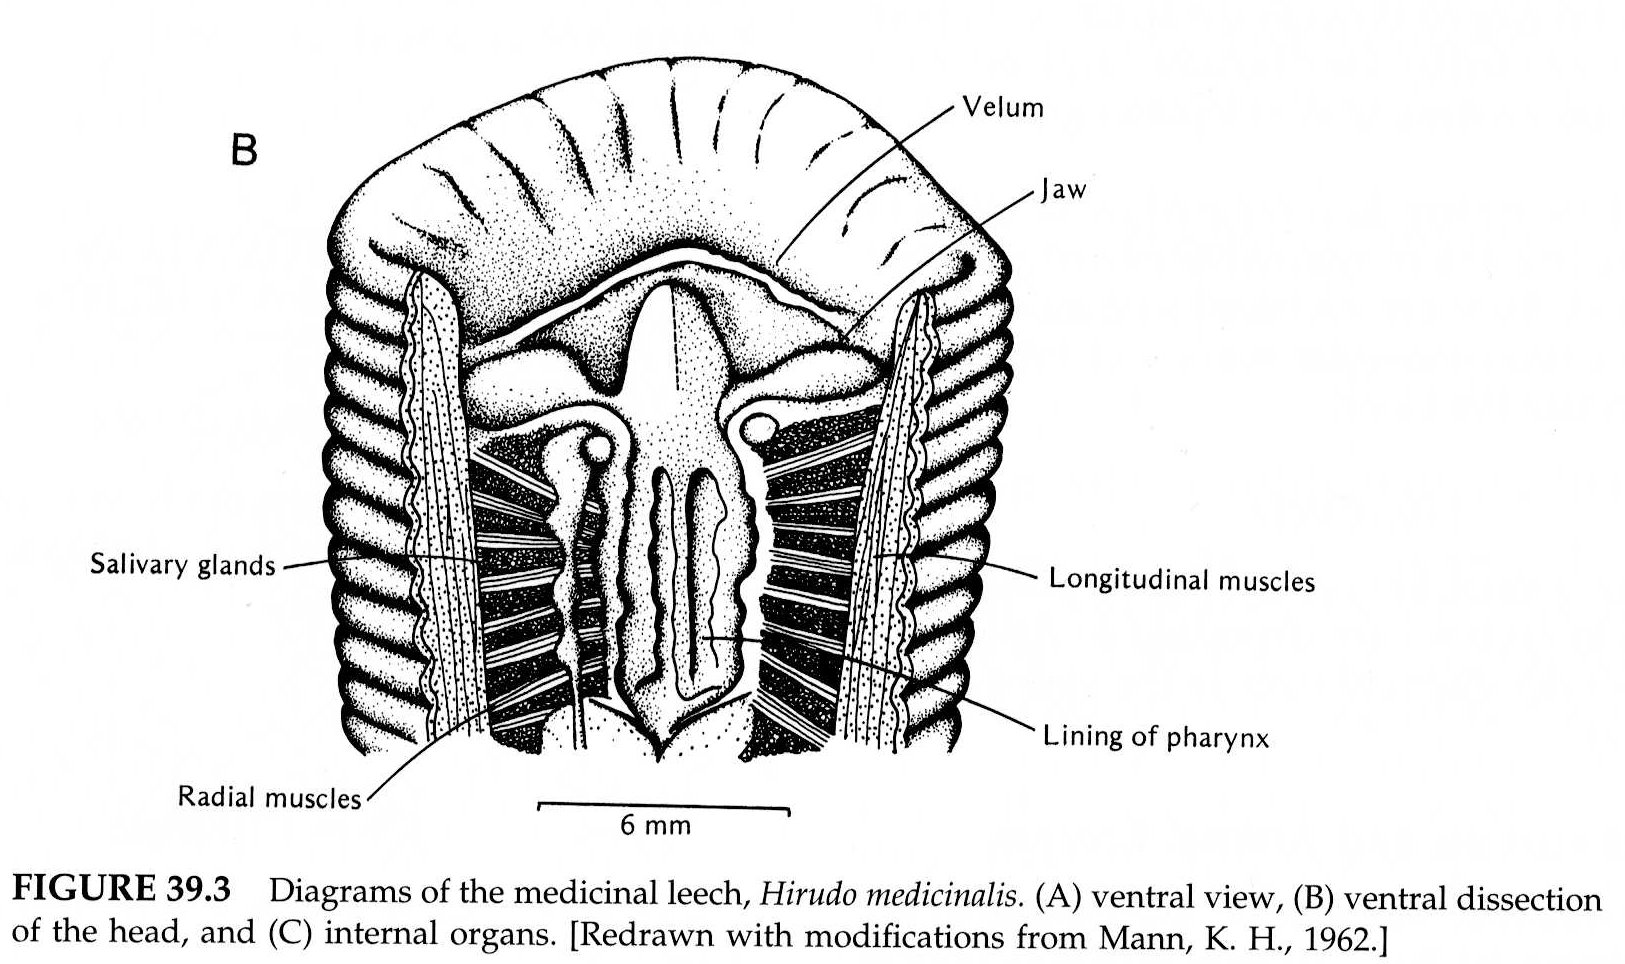 B
Velum
Jaw
Salivary glands
Longitudinal muscles
Lining of pharynx
Radial muscles
6 mm
FIGURE 39.3 Diagrams of the medicinal leech, Hirudo medicinalis. (A) ventral view, (B) ventral dissection
of the head, and (C) internal organs. [Redrawn with modifications from Mann, K. H., 1962.]